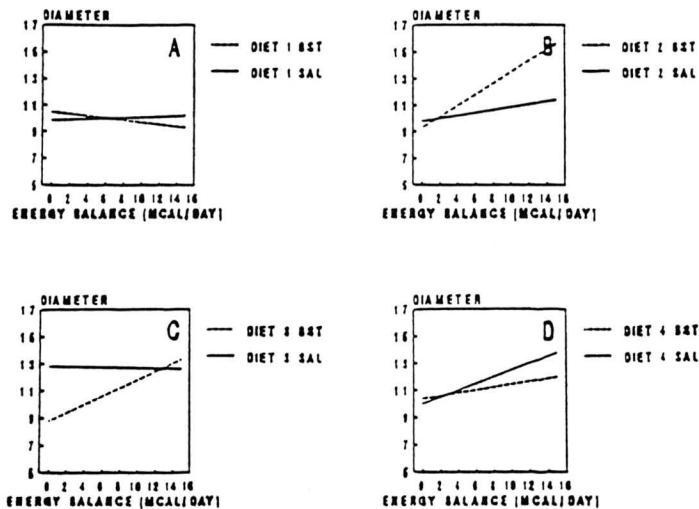 DIAMETER
17
15
13
11
9
7
5
A
DIET 1 BST
DIET 1 SAL
0 2 4 6 8 10 12 14 16
ENERGY BALANCE (MCAL/DAY)
DIAMETER
17
15
13
11
9
7
5
B
DIET 2 BST
DIET 2 SAL
0 2 4 6 8 10 12 14 16
ENERGY BALANCE (MCAL/DAY)
DIAMETER
17
15
13
11
9
7
5
C
DIET 3 BST
DIET 3 SAL
0 2 4 6 8 10 12 14 16
ENERGY BALANCE (MCAL/DAY)
DIAMETER
17
15
13
11
9
7
5
D
DIET 4 BST
DIET 4 SAL
0 2 4 6 8 10 12 14 16
ENERGY BALANCE (MCAL/DAY)